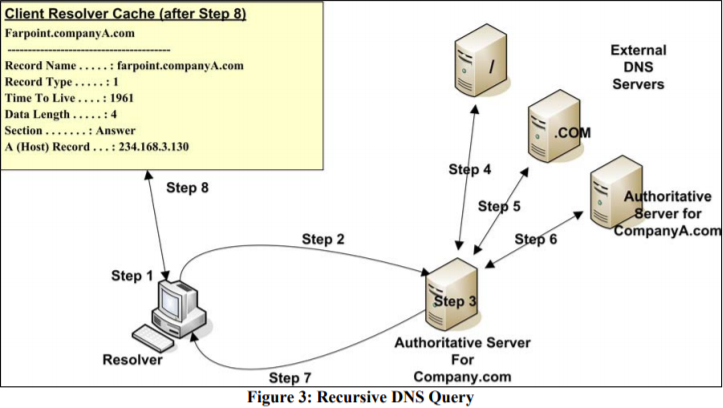 Client Resolver Cache (after Step 8)
Farpoint.companyA.com
----------------------------------------
Record Name . . . . . : farpoint.companyA.com
Record Type . . . . . : 1
Time To Live . . . . : 1961
Data Length . . . . . : 4
Section . . . . . . . : Answer
A (Host) Record . . . : 234.168.3.130
/
External
DNS
Servers
.COM
Step 4
Step 8
Step 5
Authoritative
Server for
CompanyA.com
Step 2
Step 6
Step 1
Step 3
Resolver
Authoritative Server
For
Company.com
Step 7
Figure 3: Recursive DNS Query